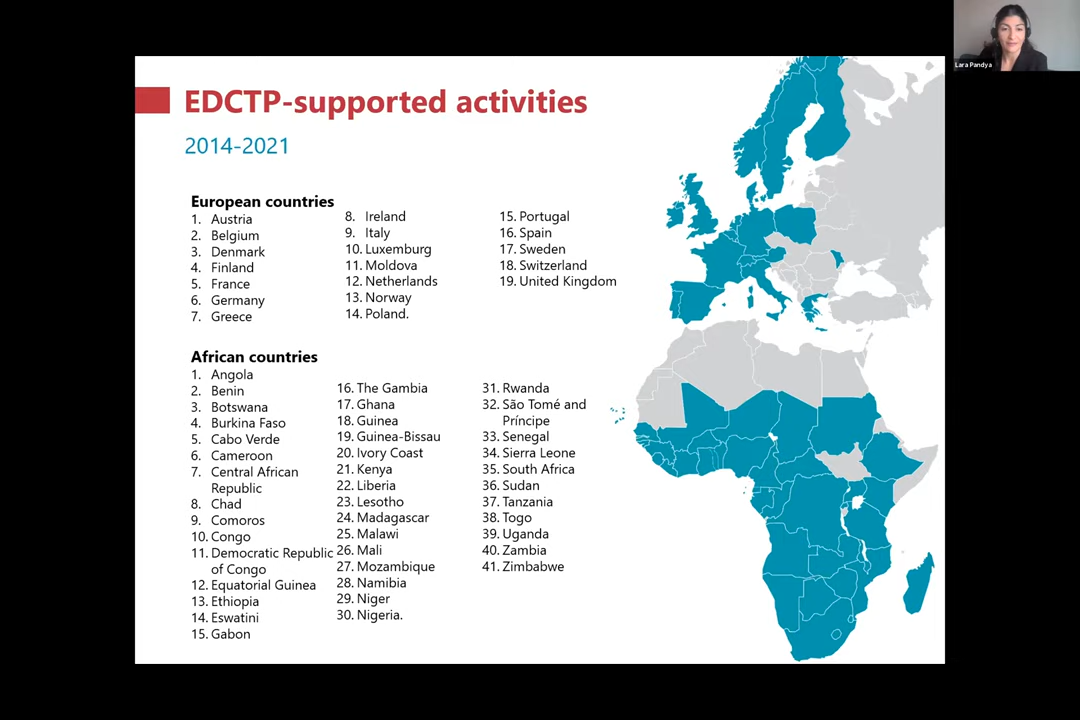 Lara Pandya
EDCTP-supported activities
2014-2021
European countries
1. Austria
2. Belgium
3. Denmark
4. Finland
5. France
6. Germany
7. Greece
8. Ireland
9. Italy
10. Luxemburg
11. Moldova
12. Netherlands
13. Norway
14. Poland.
15. Portugal
16. Spain
17. Sweden
18. Switzerland
19. United Kingdom
African countries
1. Angola
2. Benin
3. Botswana
4. Burkina Faso
5. Cabo Verde
6. Cameroon
7. Central African
Republic
8. Chad
9. Comoros
10. Congo
11. Democratic Republic
of Congo
12. Equatorial Guinea
13. Ethiopia
14. Eswatini
15. Gabon
16. The Gambia
17. Ghana
18. Guinea
19. Guinea-Bissau
20. Ivory Coast
21. Kenya
22. Liberia
23. Lesotho
24. Madagascar
25. Malawi
26. Mali
27. Mozambique
28. Namibia
29. Niger
30. Nigeria.
31. Rwanda
32. São Tomé and
Príncipe
33. Senegal
34. Sierra Leone
35. South Africa
36. Sudan
37. Tanzania
38. Togo
39. Uganda
40. Zambia
41. Zimbabwe